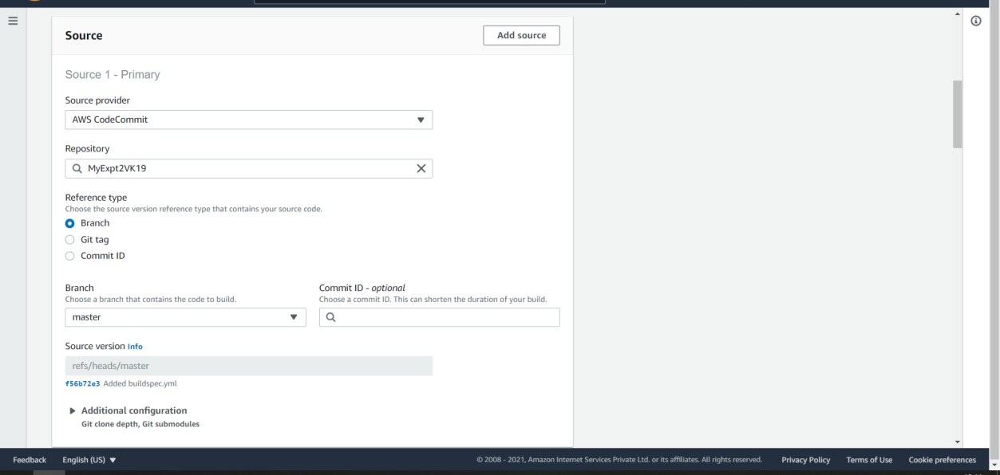 Source
Add source
Source 1 - Primary
Source provider
AWS CodeCommit
Repository
MyExpt2VK19
Reference type
Choose the source version reference type that contains your source code.
Branch
Git tag
Commit ID
Branch
Commit ID - optional
Choose a branch that contains the code to build.
Choose a commit ID. This can shorten the duration of your build.
master
Source version Info
refs/heads/master
f56b72e3 Added buildspec.yml
Additional configuration
Git clone depth, Git submodules
Feedback English (US) © 2008 - 2021, Amazon Internet Services Private Ltd. or its affiliates. All rights reserved. Privacy Policy Terms of Use Cookie preferences